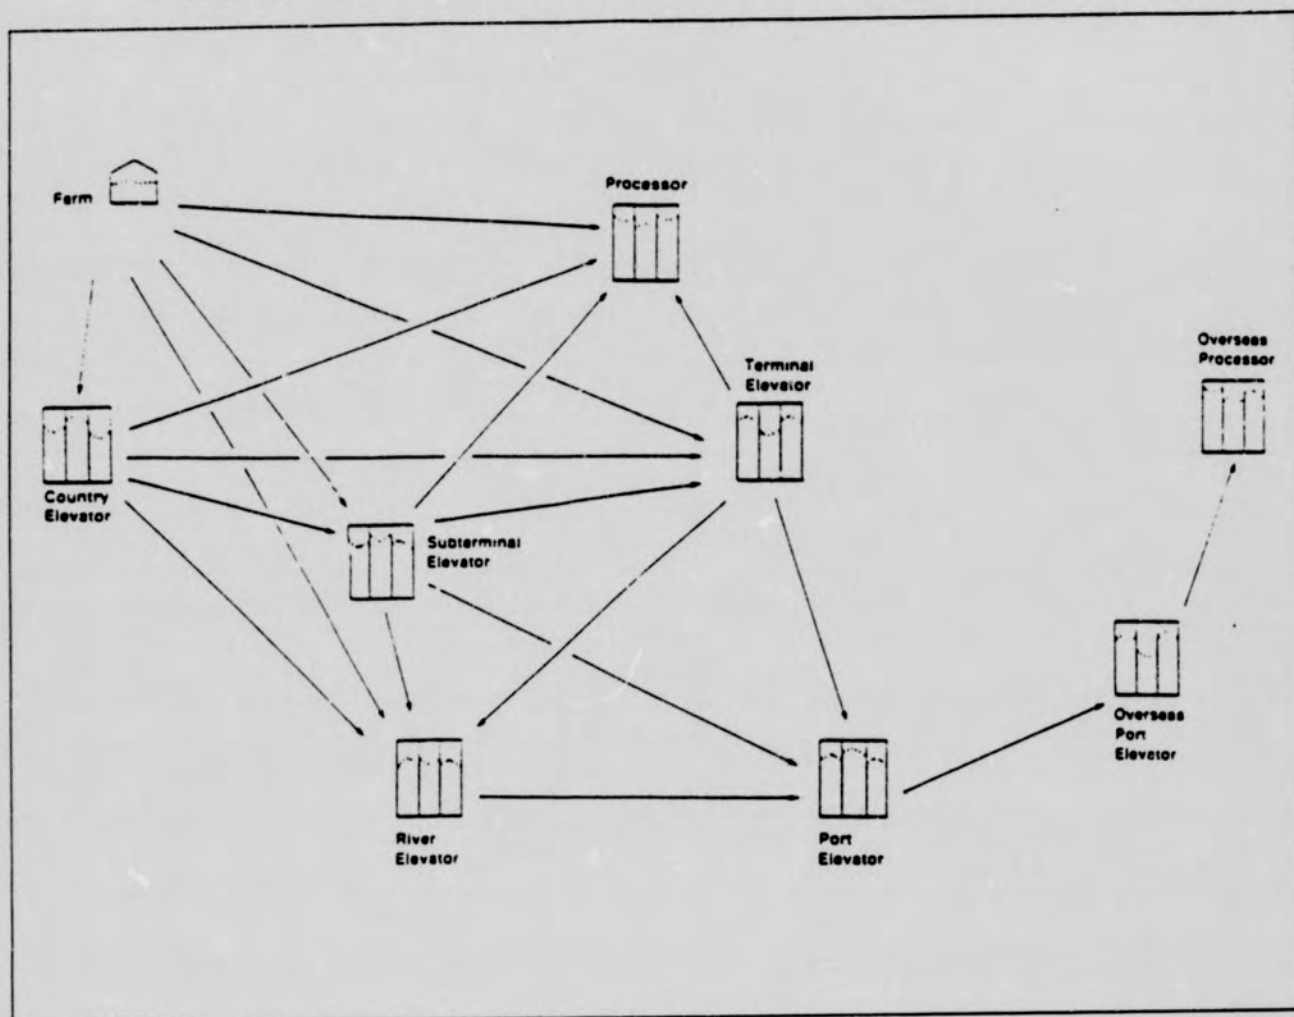 Farm
Processor
Terminal
Elevator
Overseas
Processor
Country
Elevator
Subterminal
Elevator
Overseas
Port
Elevator
River
Elevator
Port
Elevator